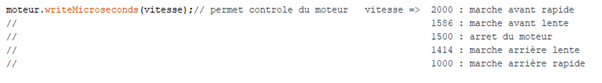 moteur.writeMicroseconds(vitesse);// permet controle du moteur   vitesse =>  2000 : marche avant rapide
//   1586 : marche avant lente
//   1500 : arret du moteur
//   1414 : marche arrière lente
//   1000 : marche arrière rapide